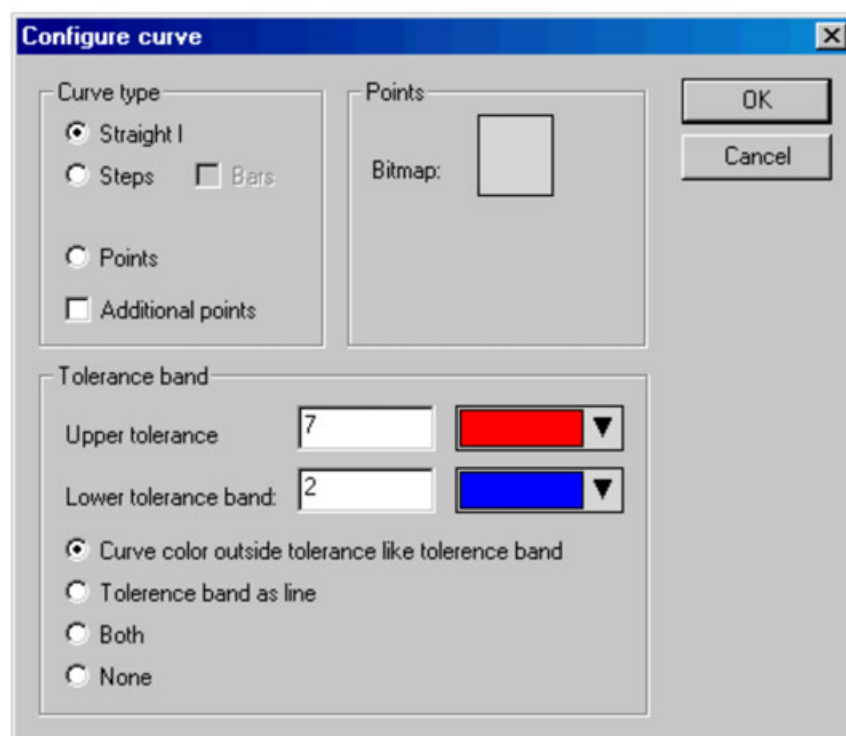 Configure curve
Curve type
Straight l
Steps
Bars
Points
Additional points
Points
Bitmap:
OK
Cancel
Tolerance band
Upper tolerance
7
Lower tolerance band:
2
Curve color outside tolerance like tolerence band
Tolerence band as line
Both
None